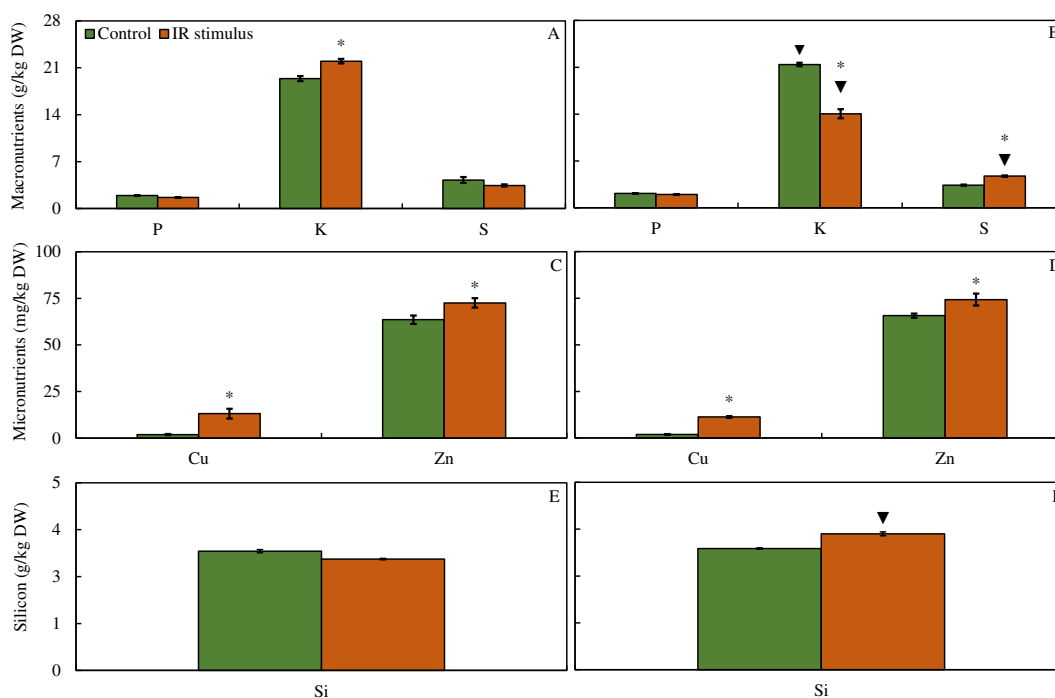 Macronutrients (g/kg DW)
28
21
14
7
0
Control
IR stimulus
A
*
P
K
S
*
*
P
K
S
Micronutrients (mg/kg DW)
100
75
50
25
0
C
*
*
Cu
Zn
*
*
Cu
Zn
Silicon (g/kg DW)
5
4
3
1
0
E
Si
Si